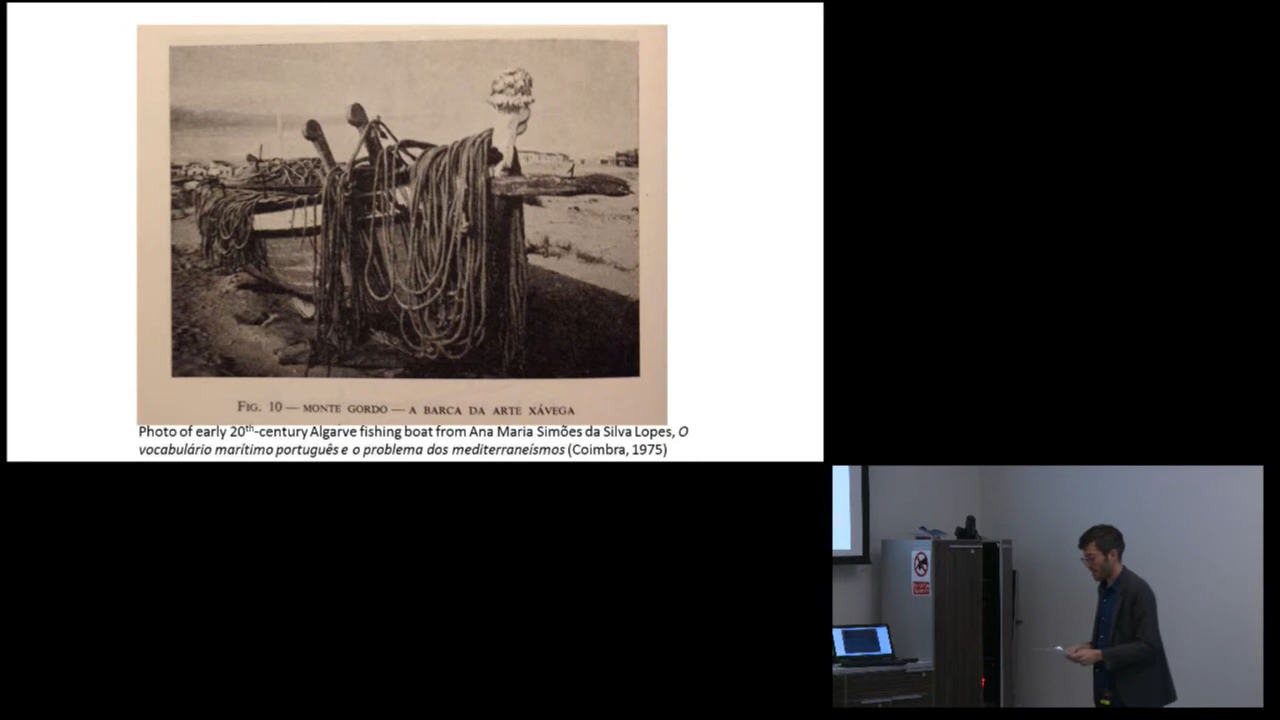 FIG. 10 — MONTE GORDO — A BARCA DA ARTE XÁVEGA
Photo of early 20th-century Algarve fishing boat from Ana Maria Simões da Silva Lopes, O
vocabulário marítimo português e o problema dos mediterraneísmos (Coimbra, 1975)